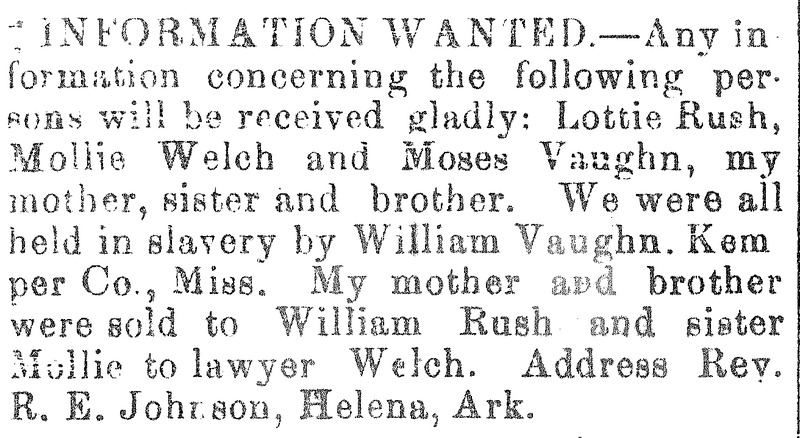 INFORMATION WANTED.—Any in
formation concerning the following per-
sons will be received gladly: Lottie Rush,
Mollie Welch and Moses Vaughn, my
mother, sister and brother. We were all
held in slavery by William Vaughn. Kem
per Co., Miss. My mother and brother
were sold to William Rush and sister
Mollie to lawyer Welch. Address Rev.
R. E. Johnson, Helena, Ark.